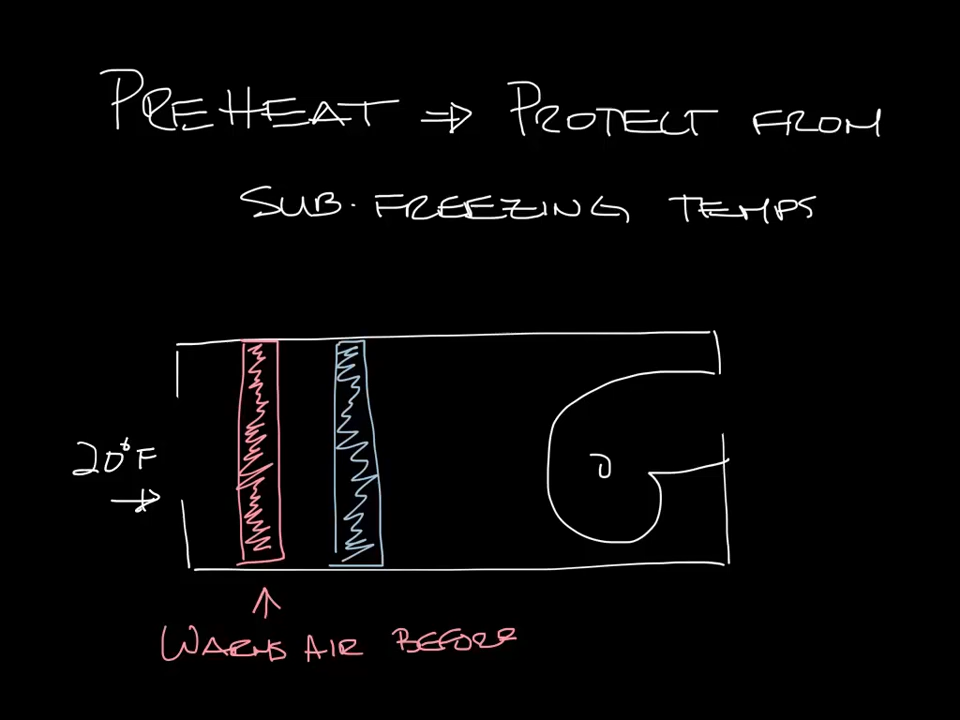 PREHEAT ⇒ PROTECT FROM
SUB-FREEZING TEMPS
20°F
→
↑
WARMS AIR BEFORE